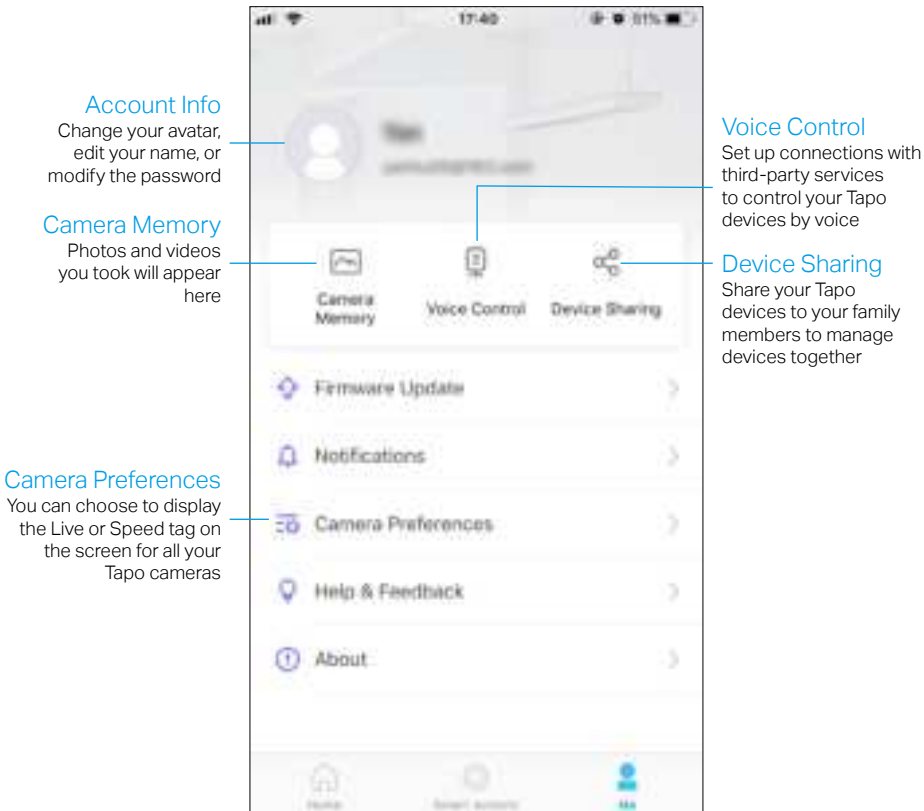 17:40
Account Info
Change your avatar,
edit your name, or
modify the password
Camera Memory
Photos and videos
you took will appear
here
Voice Control
Set up connections with
third-party services
to control your Tapo
devices by voice
Device Sharing
Share your Tapo
devices to your family
members to manage
devices together
Camera
Memory
Voice Control
Device Sharing
Firmware Update
Notifications
Camera Preferences
You can choose to display
the Live or Speed tag on
the screen for all your
Tapo cameras
Camera Preferences
Help & Feedback
About
Home
Me